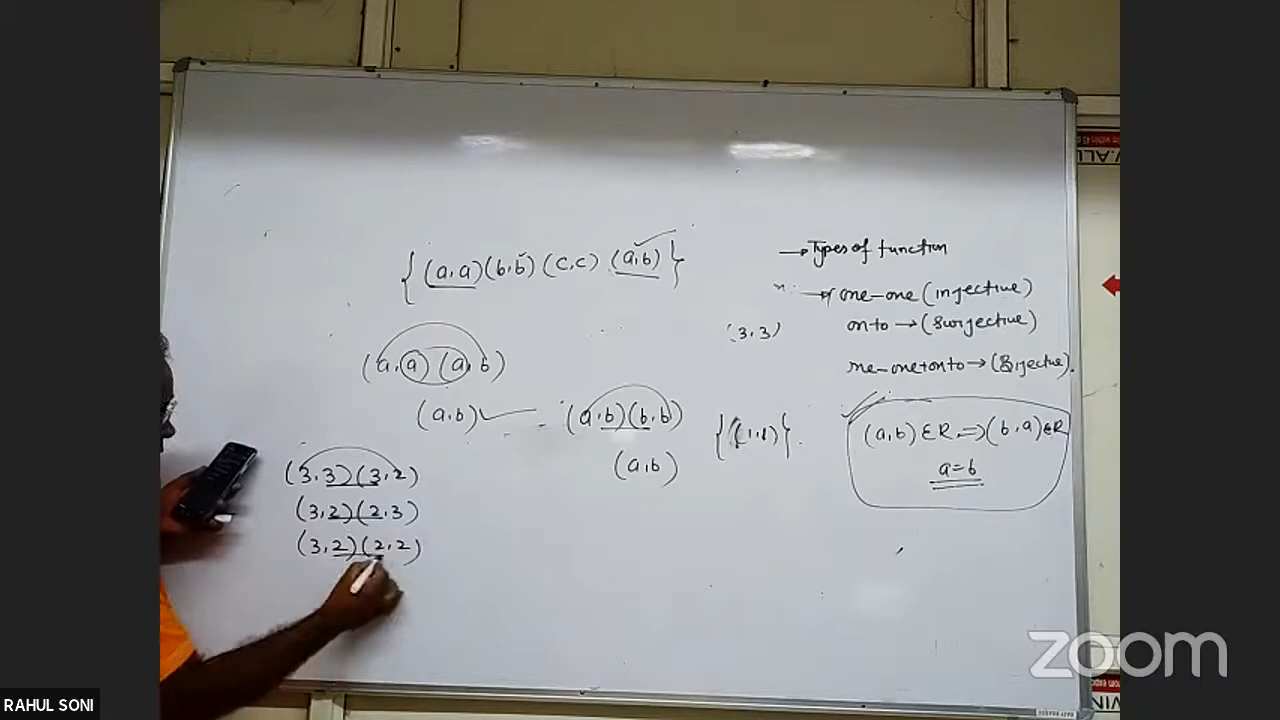 {(a,a)(b,b)(c,c) (a,b)}
→ Types of function
→ one-one (injective)
(3,3)
onto → (Surjective)
(a,a) (a,b)
one-one+onto → (Bijective).
(a,b) (a,b)(b,b)
{(1,1)}.
(a,b) ∈ R, ⇒ (b,a) ∈ R
a=b
(a,b)
(3,3)(3,2)
(3,2)(2,3)
(3,2)(2,2)
zoom
RAHUL SONI